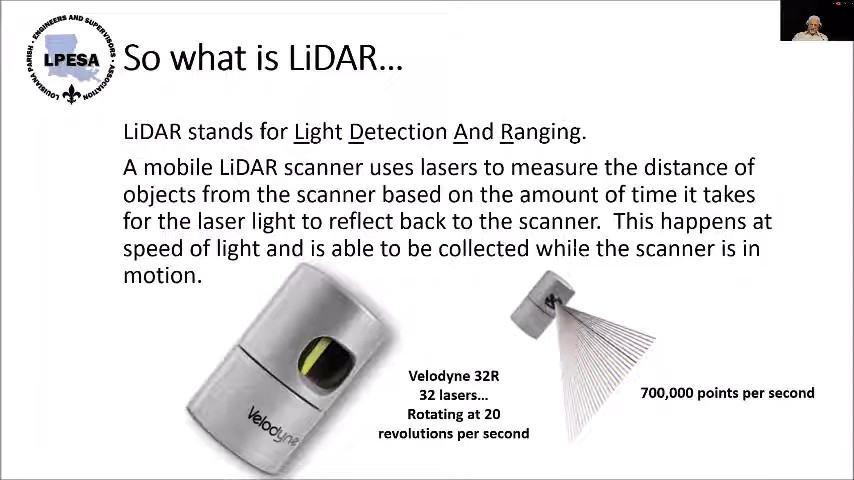 LOUISIANA PARISH · ENGINEERS AND SUPERVISORS · ASSOCIATION
LPESA
So what is LiDAR...
LiDAR stands for Light Detection And Ranging.
A mobile LiDAR scanner uses lasers to measure the distance of
objects from the scanner based on the amount of time it takes
for the laser light to reflect back to the scanner.  This happens at
speed of light and is able to be collected while the scanner is in
motion.
Velodyne
Velodyne 32R
32 lasers...
Rotating at 20
revolutions per second
700,000 points per second